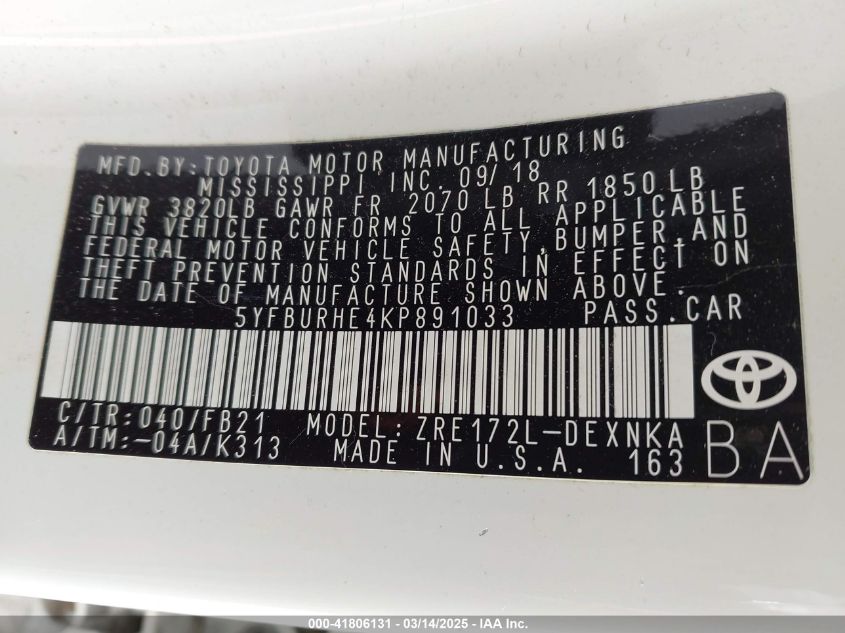 MFD.BY:TOYOTA MOTOR MANUFACTURING
MISSISSIPPI INC. 09/18
GVWR 3820LB GAWR FR 2070 LB RR 1850 LB
THIS VEHICLE CONFORMS TO ALL APPLICABLE
FEDERAL MOTOR VEHICLE SAFETY,BUMPER,AND
THEFT PREVENTION STANDARDS IN EFFECT ON
THE DATE OF MANUFACTURE SHOWN ABOVE.
5YFBURHE4KP891033 PASS.CAR
C/TR:040/FB21 MODEL:ZRE172L-DEXNKA
A/TM:-04A/K313 MADE IN U.S.A. 163 BA
000-41806131 - 03/14/2025 - IAA Inc.